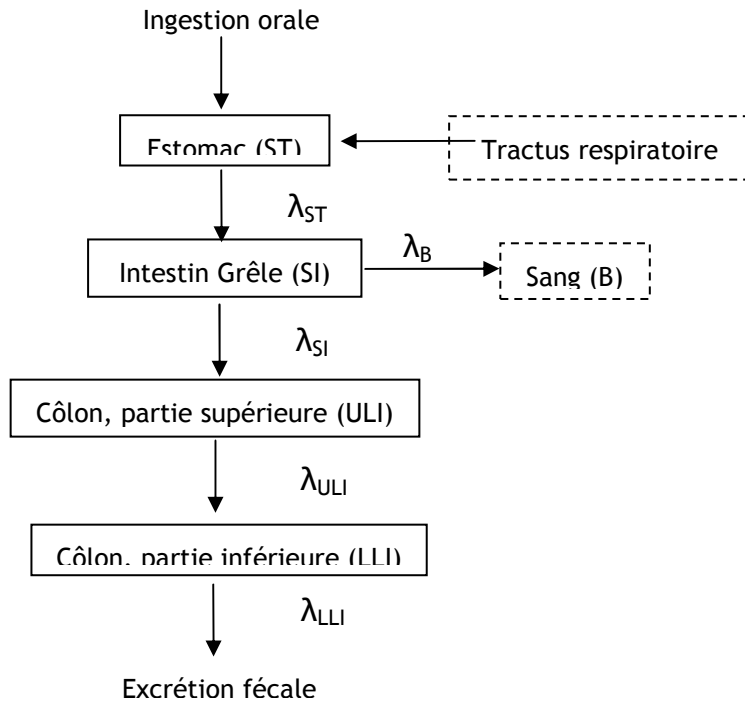 Ingestion orale
Estomac (ST)
Tractus respiratoire
λST
Intestin Grêle (SI)
λB
Sang (B)
λSI
Côlon, partie supérieure (ULI)
λULI
Côlon, partie inférieure (LLI)
λLLI
Excrétion fécale